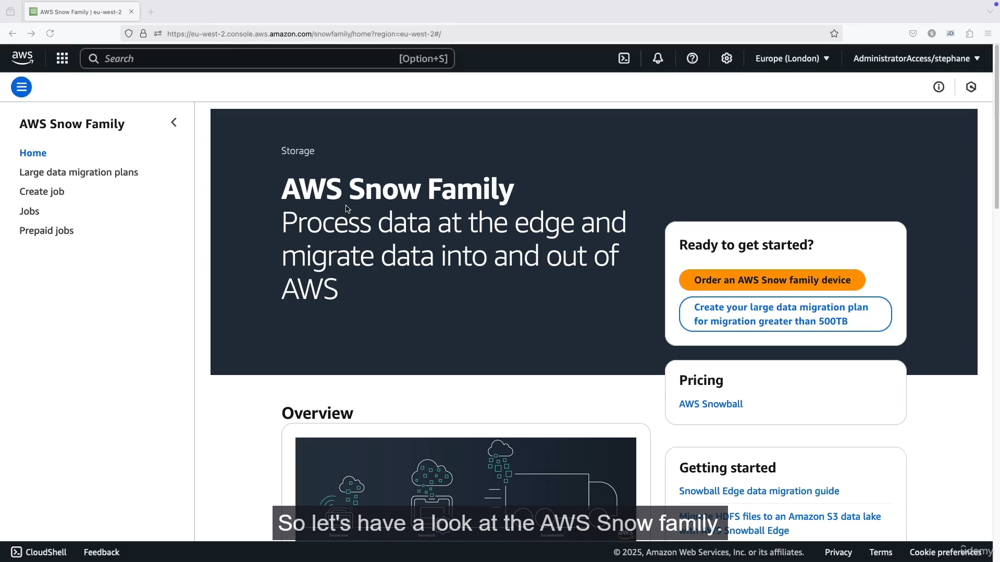 AWS Snow Family | eu-west-2
https://eu-west-2.console.aws.amazon.com/snowfamily/home?region=eu-west-2#/
aws
Search
[Option+S]
Europe (London)
AdministratorAccess/stephane
AWS Snow Family
Home
Large data migration plans
Create job
Jobs
Prepaid jobs
Storage
AWS Snow Family
Process data at the edge and
migrate data into and out of
AWS
Ready to get started?
Order an AWS Snow family device
Create your large data migration plan
for migration greater than 500TB
Pricing
AWS Snowball
Overview
Snowcone
Snowball
Snowmobile
aws
Getting started
Snowball Edge data migration guide
Migrate HDFS files to an Amazon S3 data lake
with AWS Snowball Edge
So let's have a look at the AWS Snow family.
CloudShell
Feedback
© 2025, Amazon Web Services, Inc. or its affiliates.
Privacy
Terms
Cookie preferences
ûdemy